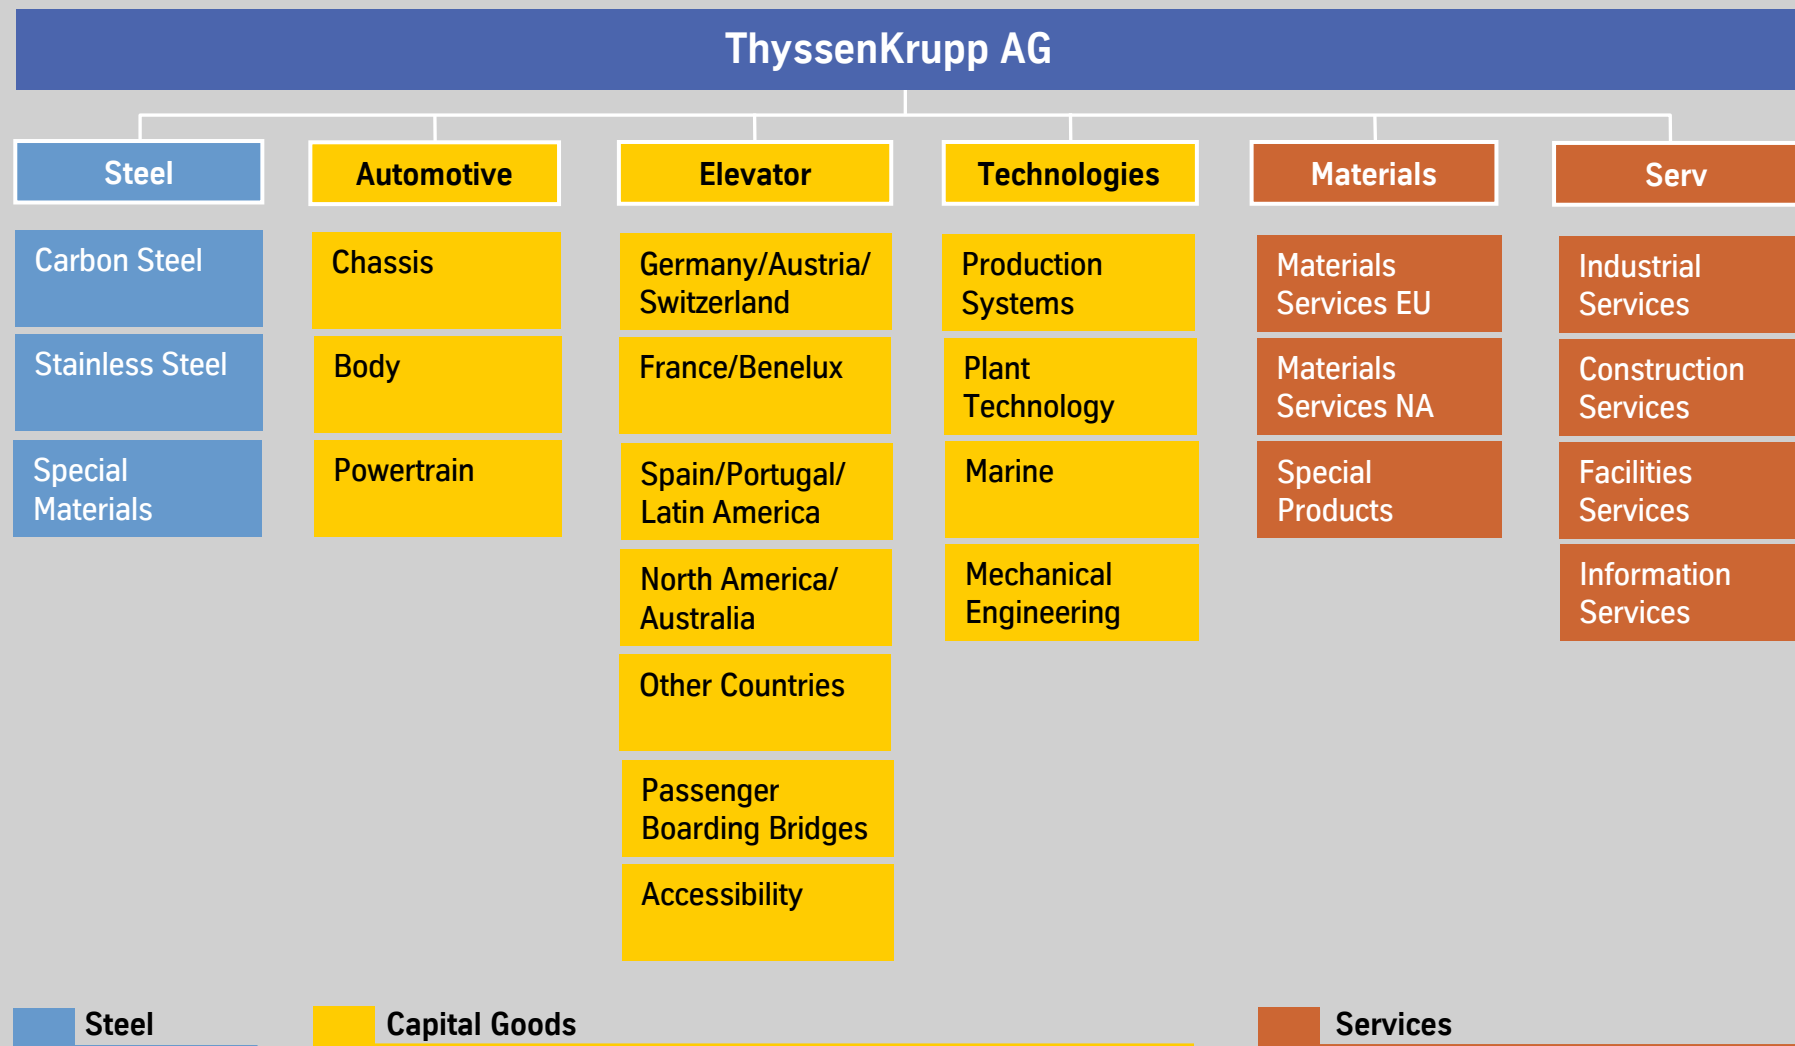 ThyssenKrupp AG
Steel
Automotive
Elevator
Technologies
Materials
Serv
Carbon Steel
Stainless Steel
Special
Materials
Chassis
Body
Powertrain
Germany/Austria/
Switzerland
France/Benelux
Spain/Portugal/
Latin America
North America/
Australia
Other Countries
Passenger
Boarding Bridges
Accessibility
Production
Systems
Plant
Technology
Marine
Mechanical
Engineering
Materials
Services EU
Materials
Services NA
Special
Products
Industrial
Services
Construction
Services
Facilities
Services
Information
Services
Steel
Capital Goods
Services